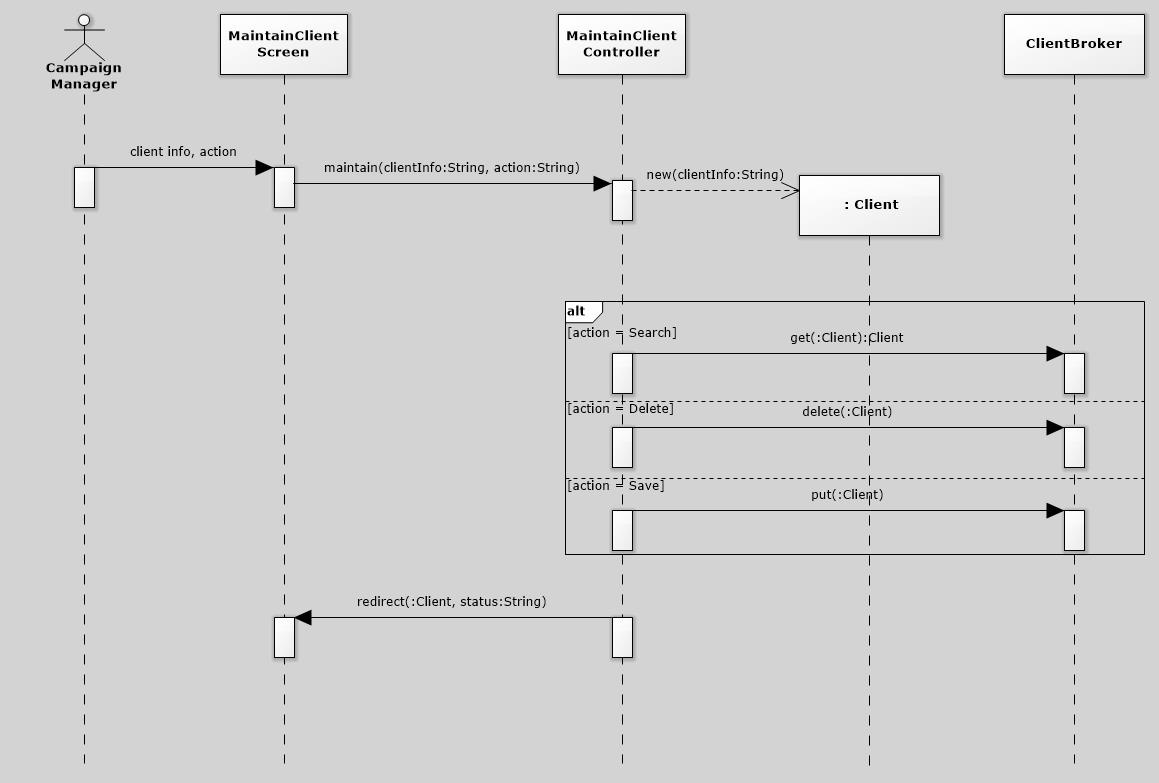 Campaign
Manager
MaintainClient
Screen
MaintainClient
Controller
ClientBroker
client info, action
maintain(clientInfo:String, action:String)
new(clientInfo:String)
: Client
alt
[action = Search]
get(:Client):Client
[action = Delete]
delete(:Client)
[action = Save]
put(:Client)
redirect(:Client, status:String)